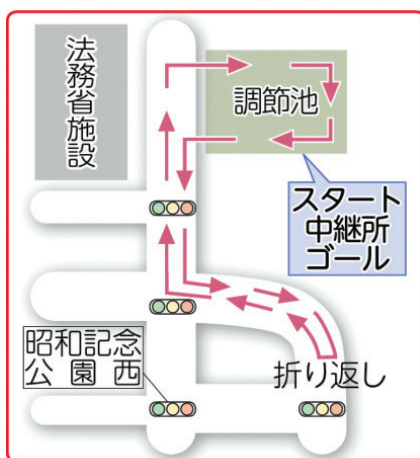 法務省施設
調節池
スタート
中継所
ゴール
昭和記念
公園西
折り返し